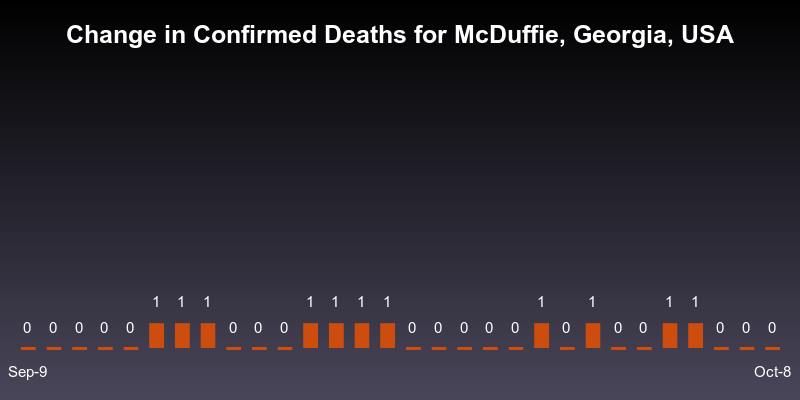 Change in Confirmed Deaths for McDuffie, Georgia, USA
0 0 0 0 0 1 1 1 0 0 0 1 1 1 1 0 0 0 0 0 1 0 1 0 0 1 1 0 0 0
Sep-9 Oct-8